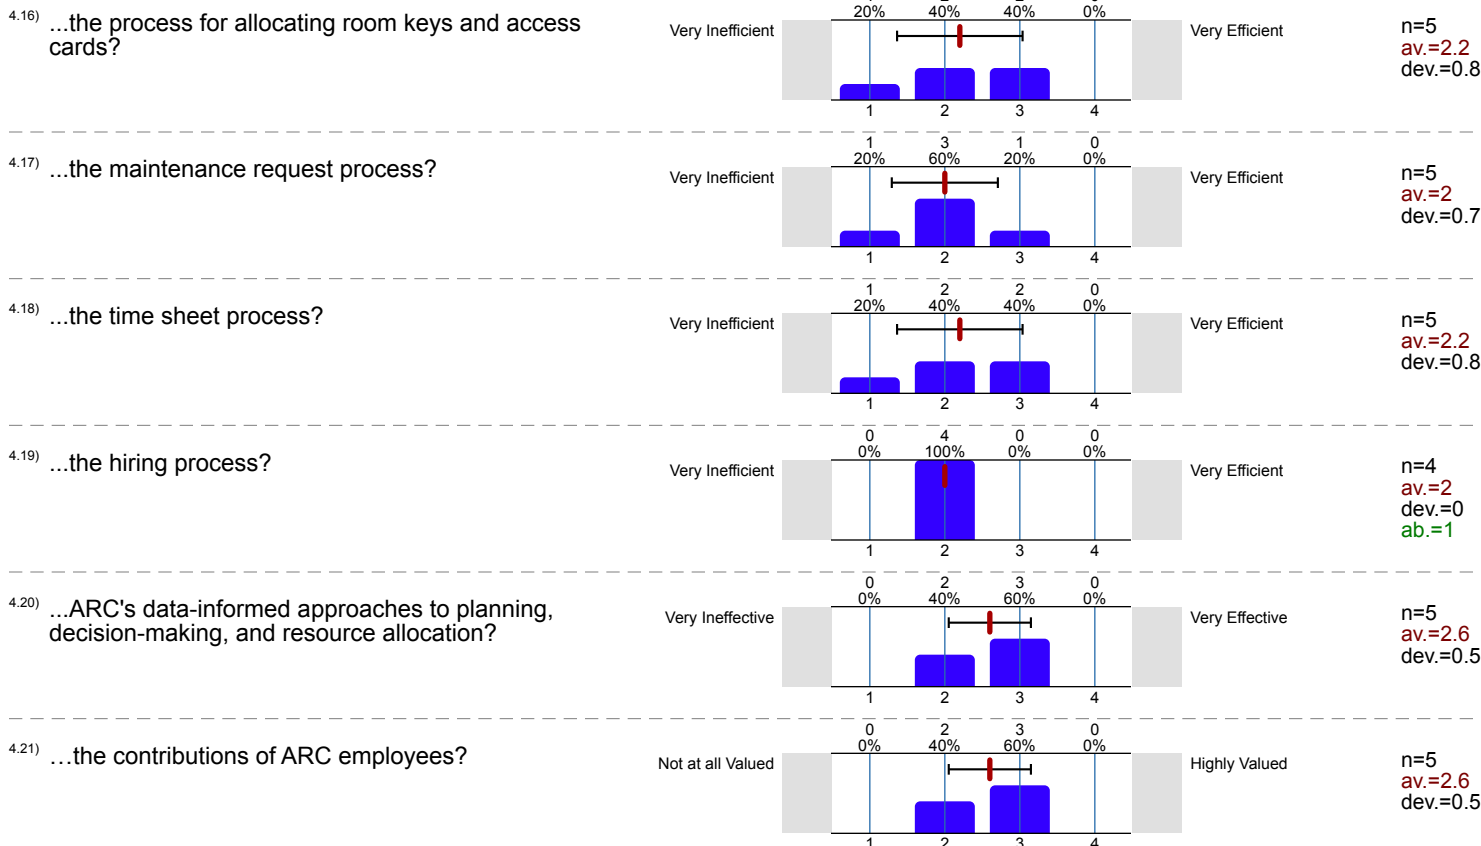 4.16) ...the process for allocating room keys and access
cards?
20% 40% 40% 0%
Very Inefficient Very Efficient
n=5
av.=2.2
dev.=0.8
1 2 3 4
1 3 1 0
20% 60% 20% 0%
4.17) ...the maintenance request process?
Very Inefficient Very Efficient
n=5
av.=2
dev.=0.7
1 2 3 4
1 2 2 0
20% 40% 40% 0%
4.18) ...the time sheet process?
Very Inefficient Very Efficient
n=5
av.=2.2
dev.=0.8
1 2 3 4
0 4 0 0
0% 100% 0% 0%
4.19) ...the hiring process?
Very Inefficient Very Efficient
n=4
av.=2
dev.=0
ab.=1
1 2 3 4
0 2 3 0
0% 40% 60% 0%
4.20) ...ARC's data-informed approaches to planning,
decision-making, and resource allocation?
Very Ineffective Very Effective
n=5
av.=2.6
dev.=0.5
1 2 3 4
0 2 3 0
0% 40% 60% 0%
4.21) …the contributions of ARC employees?
Not at all Valued Highly Valued
n=5
av.=2.6
dev.=0.5
1 2 3 4